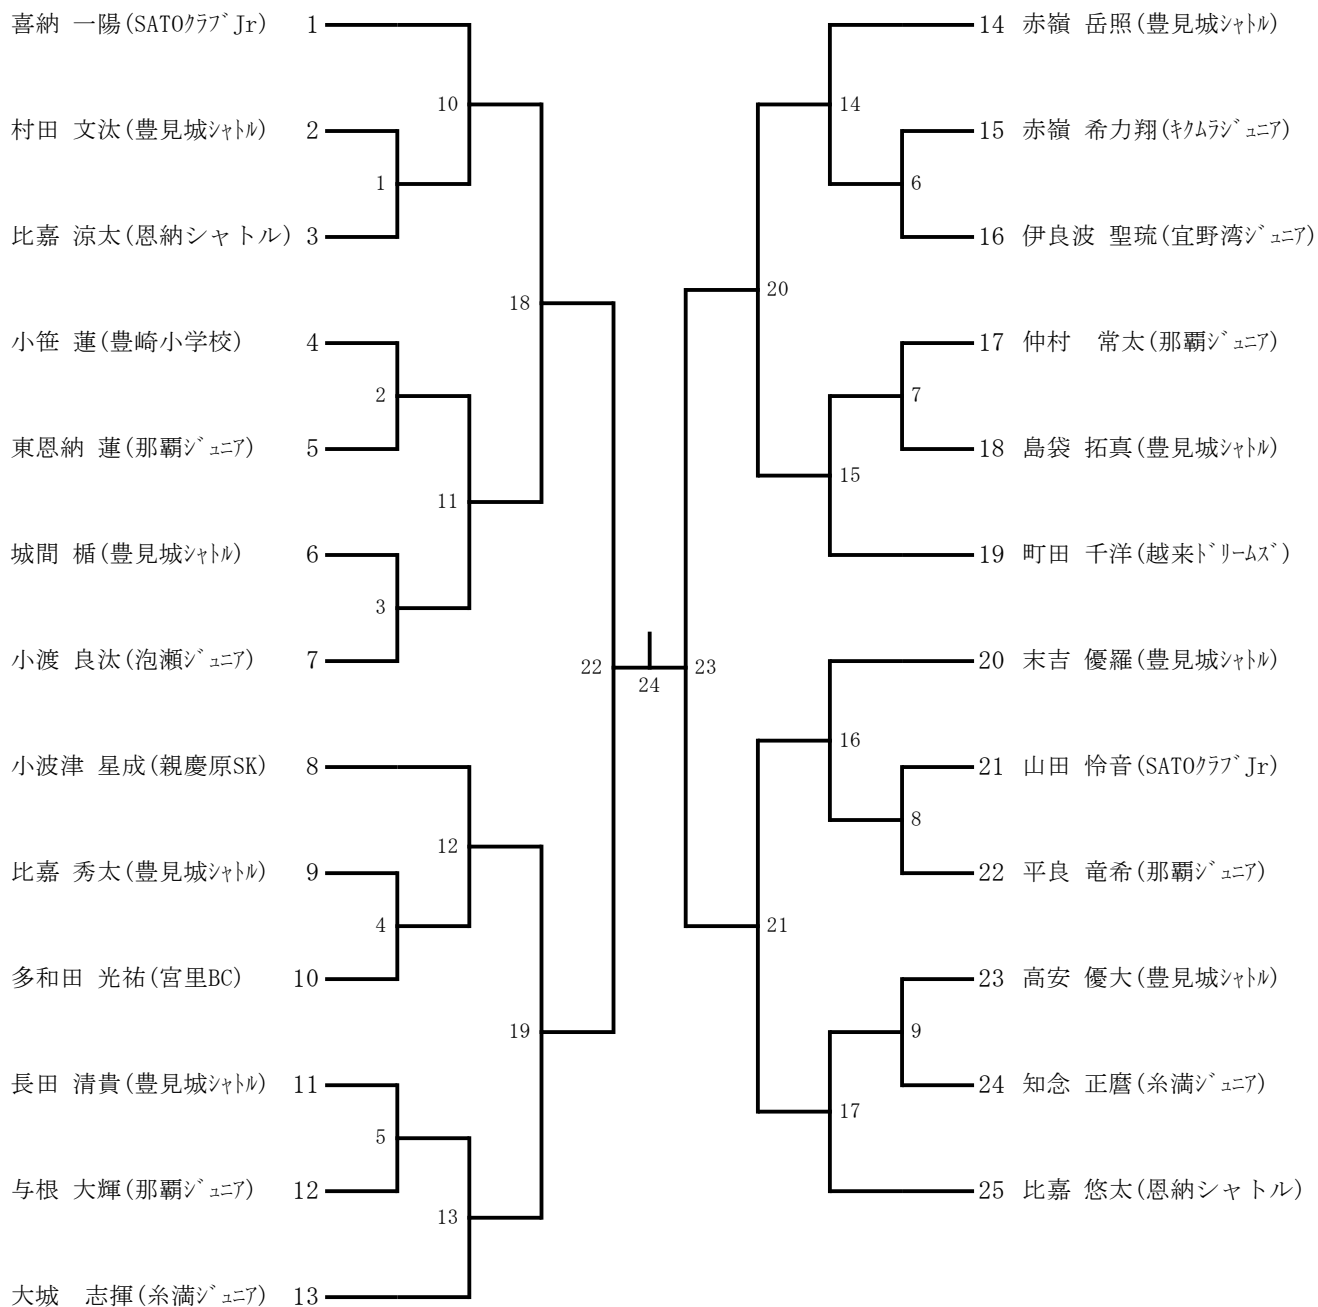 喜納 一陽(SATOｸﾗﾌﾞJr) 1
村田 文汰(豊見城ｼｬﾄﾙ) 2
比嘉 涼太(恩納シャトル) 3
小笹 蓮(豊崎小学校) 4
東恩納 蓮(那覇ｼﾞｭﾆｱ) 5
城間 楯(豊見城ｼｬﾄﾙ) 6
小渡 良汰(泡瀬ｼﾞｭﾆｱ) 7
小波津 星成(親慶原SK) 8
比嘉 秀太(豊見城ｼｬﾄﾙ) 9
多和田 光祐(宮里BC) 10
長田 清貴(豊見城ｼｬﾄﾙ) 11
与根 大輝(那覇ｼﾞｭﾆｱ) 12
大城　志揮(糸満ｼﾞｭﾆｱ) 13
1
2
3
4
5
10
11
12
13
18
19
22
24
23
20
21
14
15
16
17
6
7
8
9
14 赤嶺 岳照(豊見城ｼｬﾄﾙ)
15 赤嶺 希力翔(ｷｸﾑﾗｼﾞｭﾆｱ)
16 伊良波 聖琉(宜野湾ｼﾞｭﾆｱ)
17 仲村　常太(那覇ｼﾞｭﾆｱ)
18 島袋 拓真(豊見城ｼｬﾄﾙ)
19 町田 千洋(越来ﾄﾞﾘｰﾑｽﾞ)
20 末吉 優羅(豊見城ｼｬﾄﾙ)
21 山田 怜音(SATOｸﾗﾌﾞJr)
22 平良 竜希(那覇ｼﾞｭﾆｱ)
23 高安 優大(豊見城ｼｬﾄﾙ)
24 知念 正麿(糸満ｼﾞｭﾆｱ)
25 比嘉 悠太(恩納シャトル)